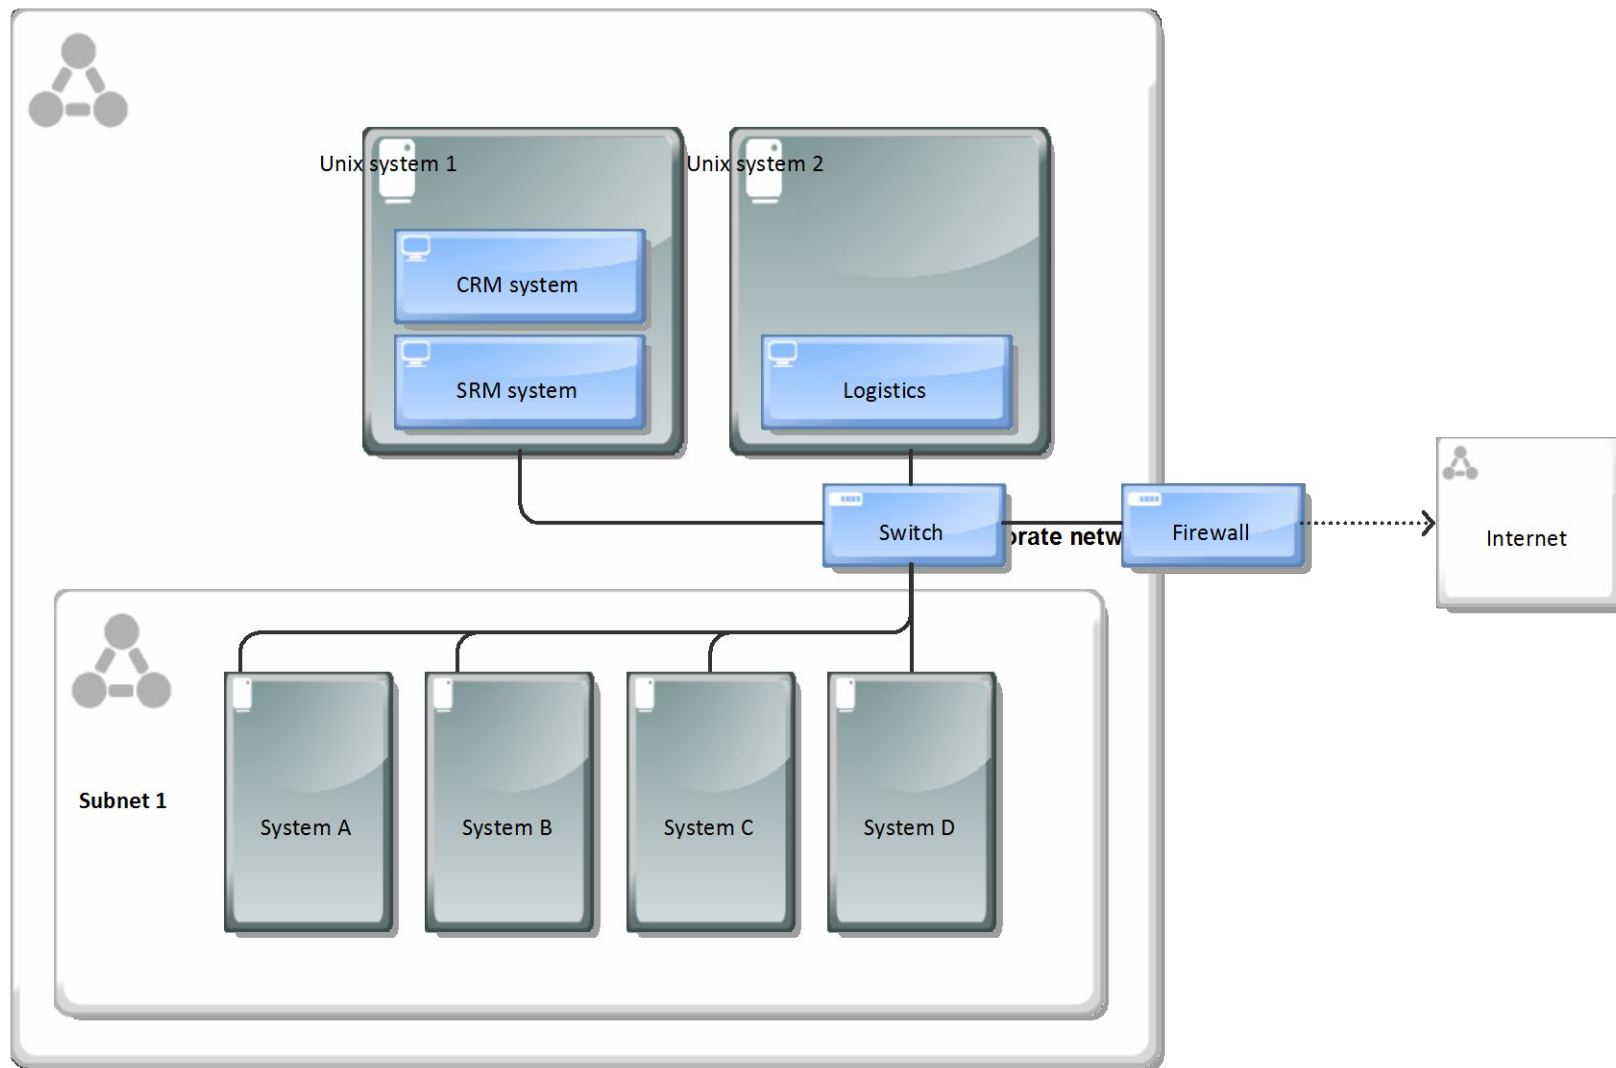 Unix system 1
Unix system 2
CRM system
SRM system
Logistics
Switch
Firewall
Internet
Subnet 1
System A
System B
System C
System D